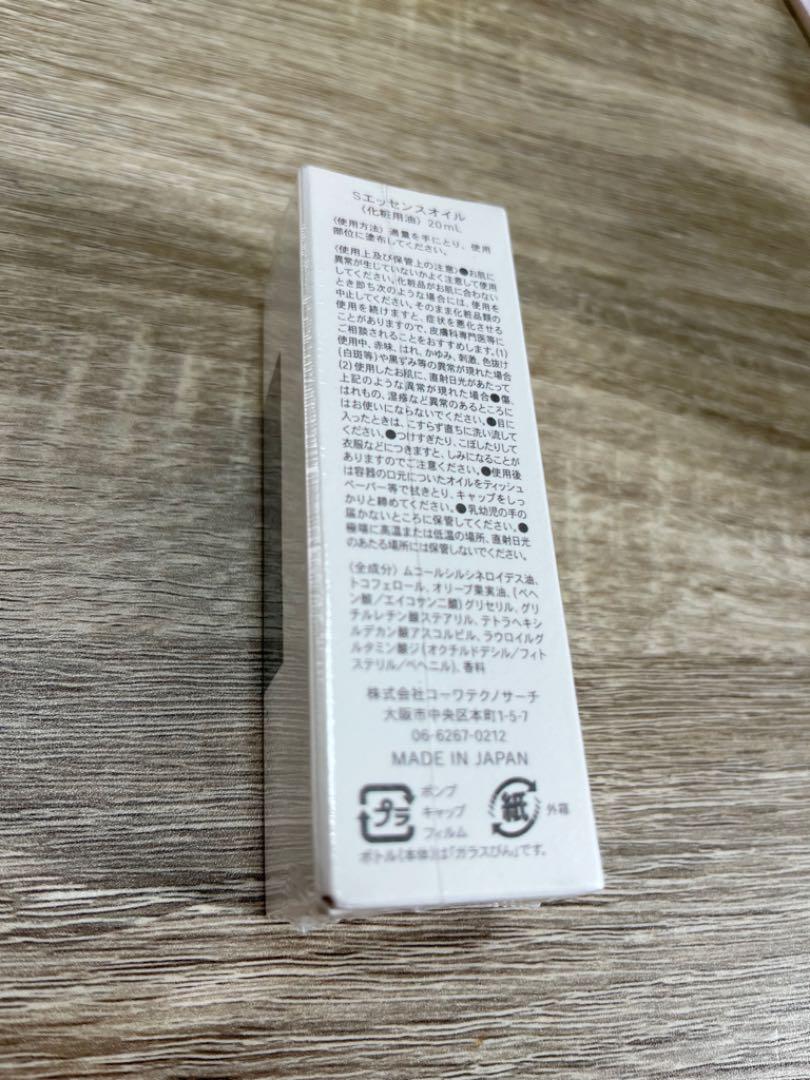 Sエッセンスオイル
〈化粧用油〉20mL
〈使用方法〉適量を手にとり、使用
部位に塗布してください。
〈使用上及び保管上の注意〉●お肌に
異常が生じていないかよく注意して使用
してください。化粧品がお肌に合わない
とき即ち次のような場合には、使用を
中止してください。そのまま化粧品類の
使用を続けますと、症状を悪化させる
ことがありますので、皮膚科専門医等に
ご相談されることをおすすめします。(1)
使用中、赤味、はれ、かゆみ、刺激、色抜け
(白斑等)や黒ずみ等の異常が現れた場合
(2)使用したお肌に、直射日光があたって
上記のような異常が現れた場合●傷、
はれもの、湿疹など異常のあるところに
はお使いにならないでください。●目に
入ったときは、こすらず直ちに洗い流して
ください。●つけすぎたり、こぼしたりして
衣服などにつきますと、しみになることが
ありますのでご注意ください。●使用後
は容器の口元についたオイルをティッシュ
ペーパー等で拭きとり、キャップをしっ
かりと締めてください。●乳幼児の手の
届かないところに保管してください。●
極端に高温または低温の場所、直射日光
のあたる場所には保管しないでください。
〈全成分〉ムコールシルシネロイデス油、
トコフェロール、オリーブ果実油、(ベヘ
ン酸/エイコサン二酸)グリセリル、グリ
チルレチン酸ステアリル、テトラヘキシ
ルデカン酸アスコルビル、ラウロイルグ
ルタミン酸ジ(オクチルドデシル/フィト
ステリル/ベヘニル)、香料
株式会社コーワテクノサーチ
大阪市中央区本町1-5-7
06-6267-0212
MADE IN JAPAN
プラ
ポンプ
キャップ
フィルム
紙
外箱
ボトル(本体)は「ガラスびん」です。